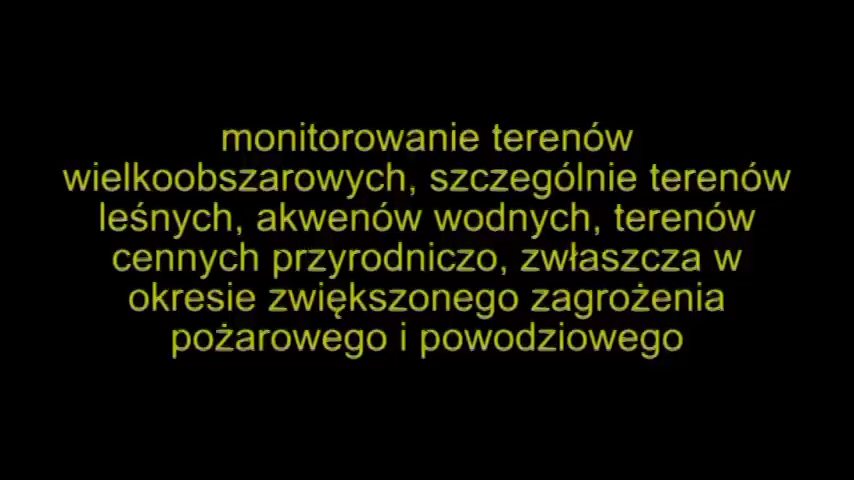 monitorowanie terenów
wielkoobszarowych, szczególnie terenów
leśnych, akwenów wodnych, terenów
cennych przyrodniczo, zwłaszcza w
okresie zwiększonego zagrożenia
pożarowego i powodziowego